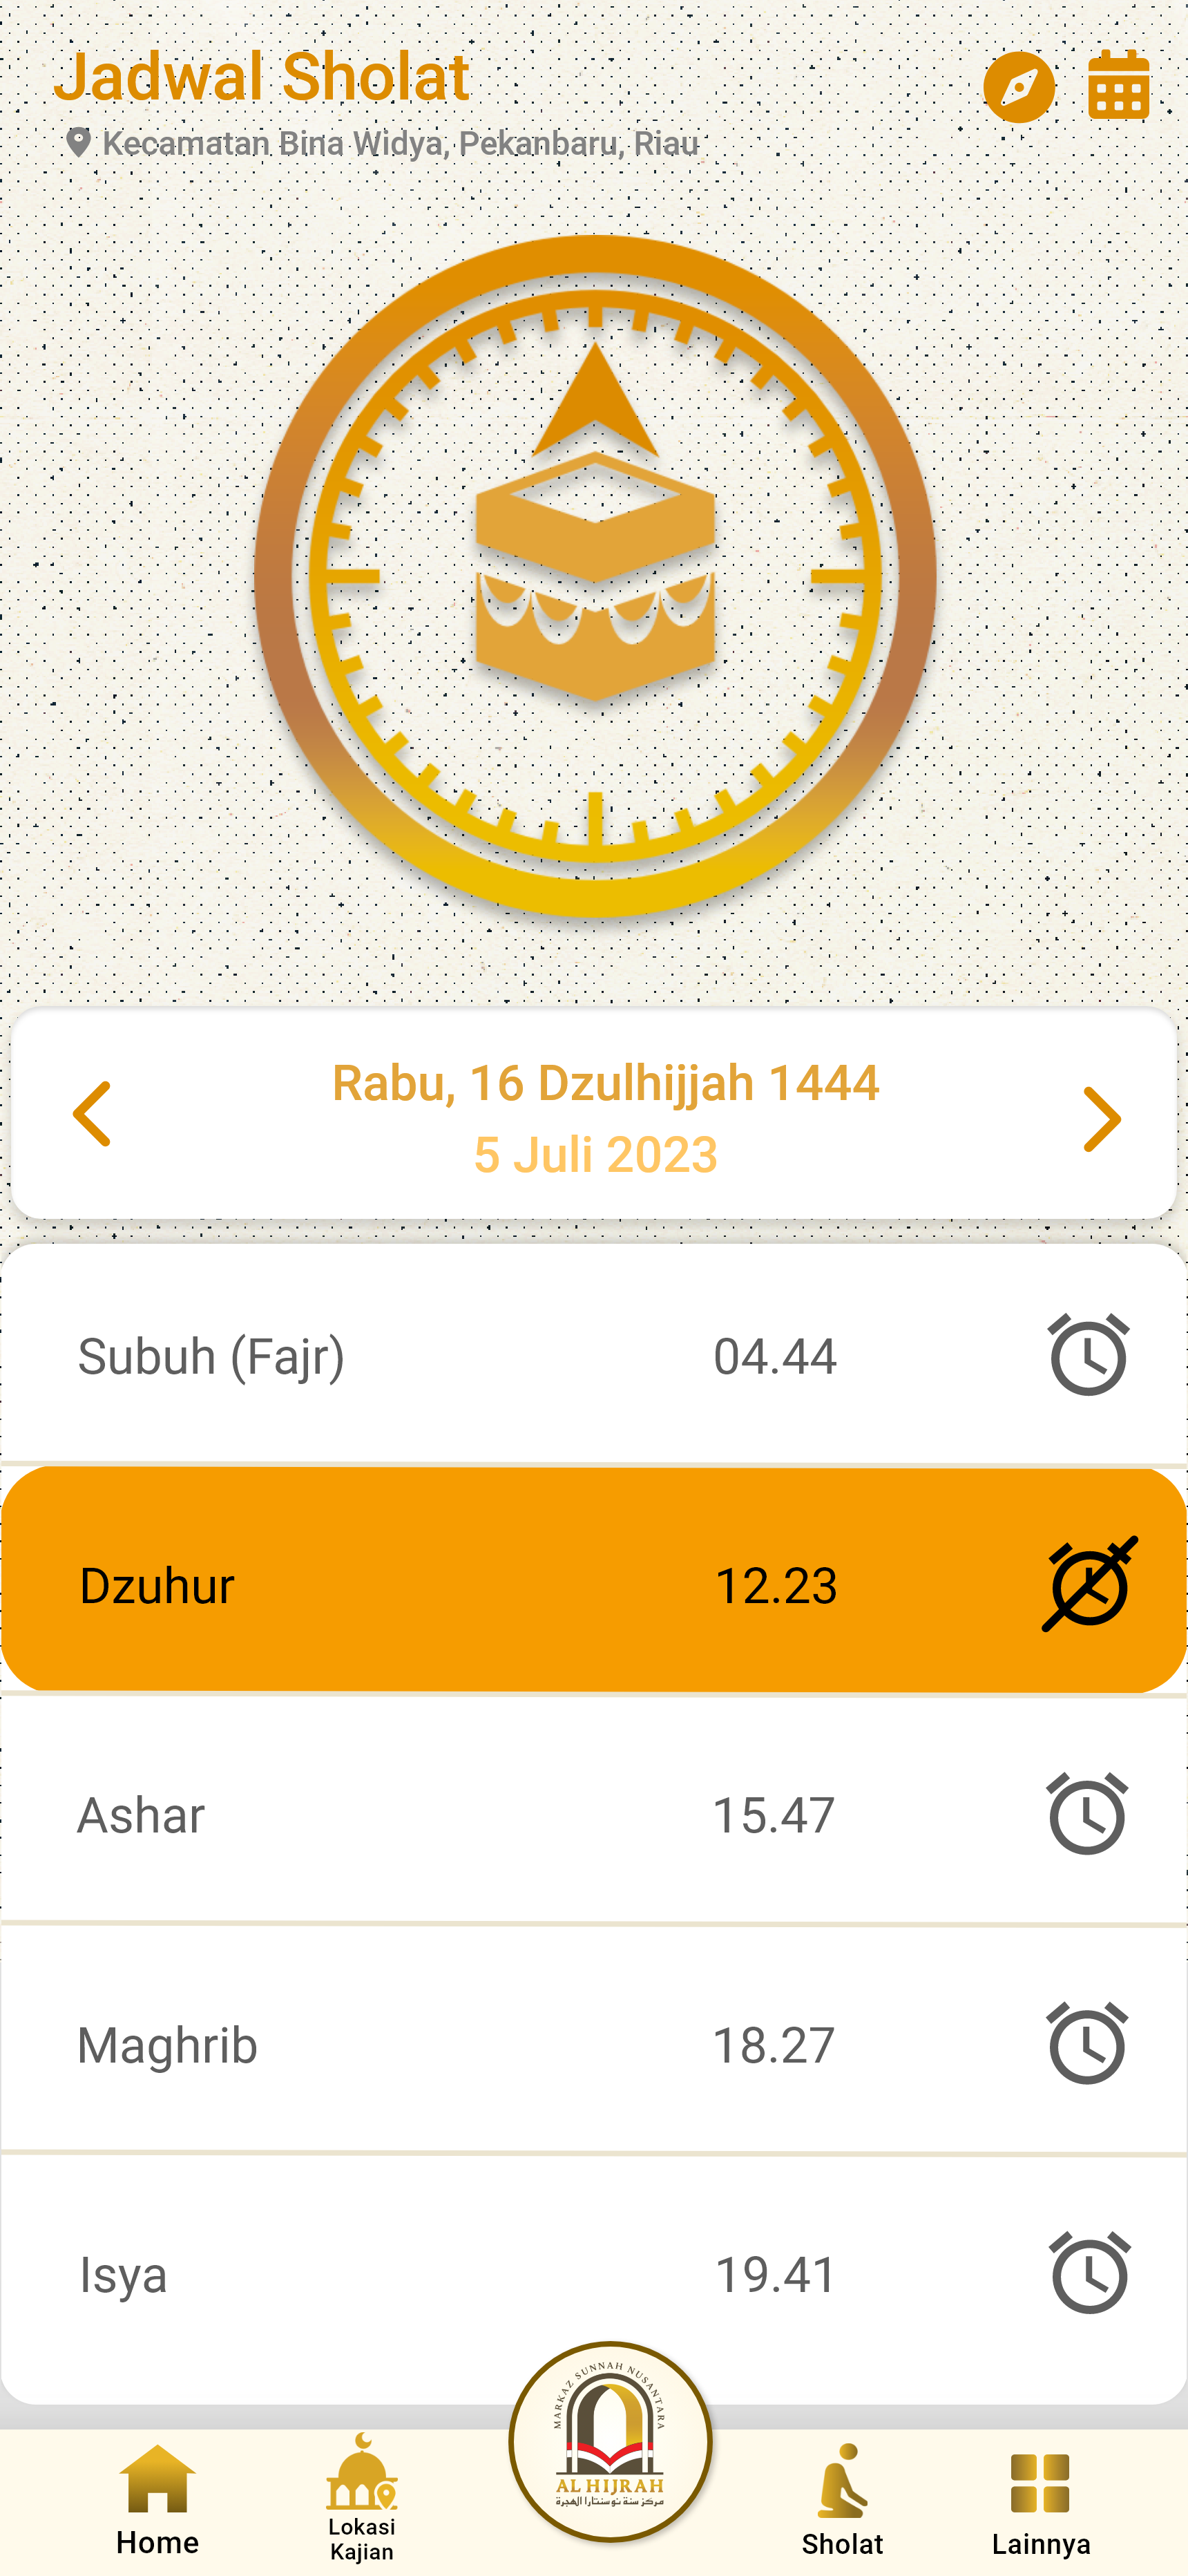 Jadwal Sholat
Kecamatan Bina Widya, Pekanbaru, Riau
Rabu, 16 Dzulhijjah 1444
5 Juli 2023
Subuh (Fajr) 04.44
Dzuhur 12.23
Ashar 15.47
Maghrib 18.27
Isya 19.41
MARKAZ SUNNAH NUSANTARA
AL HIJRAH
مركز سنة نوسنتارا الهجرة
Home
Lokasi
Kajian
Sholat
Lainnya